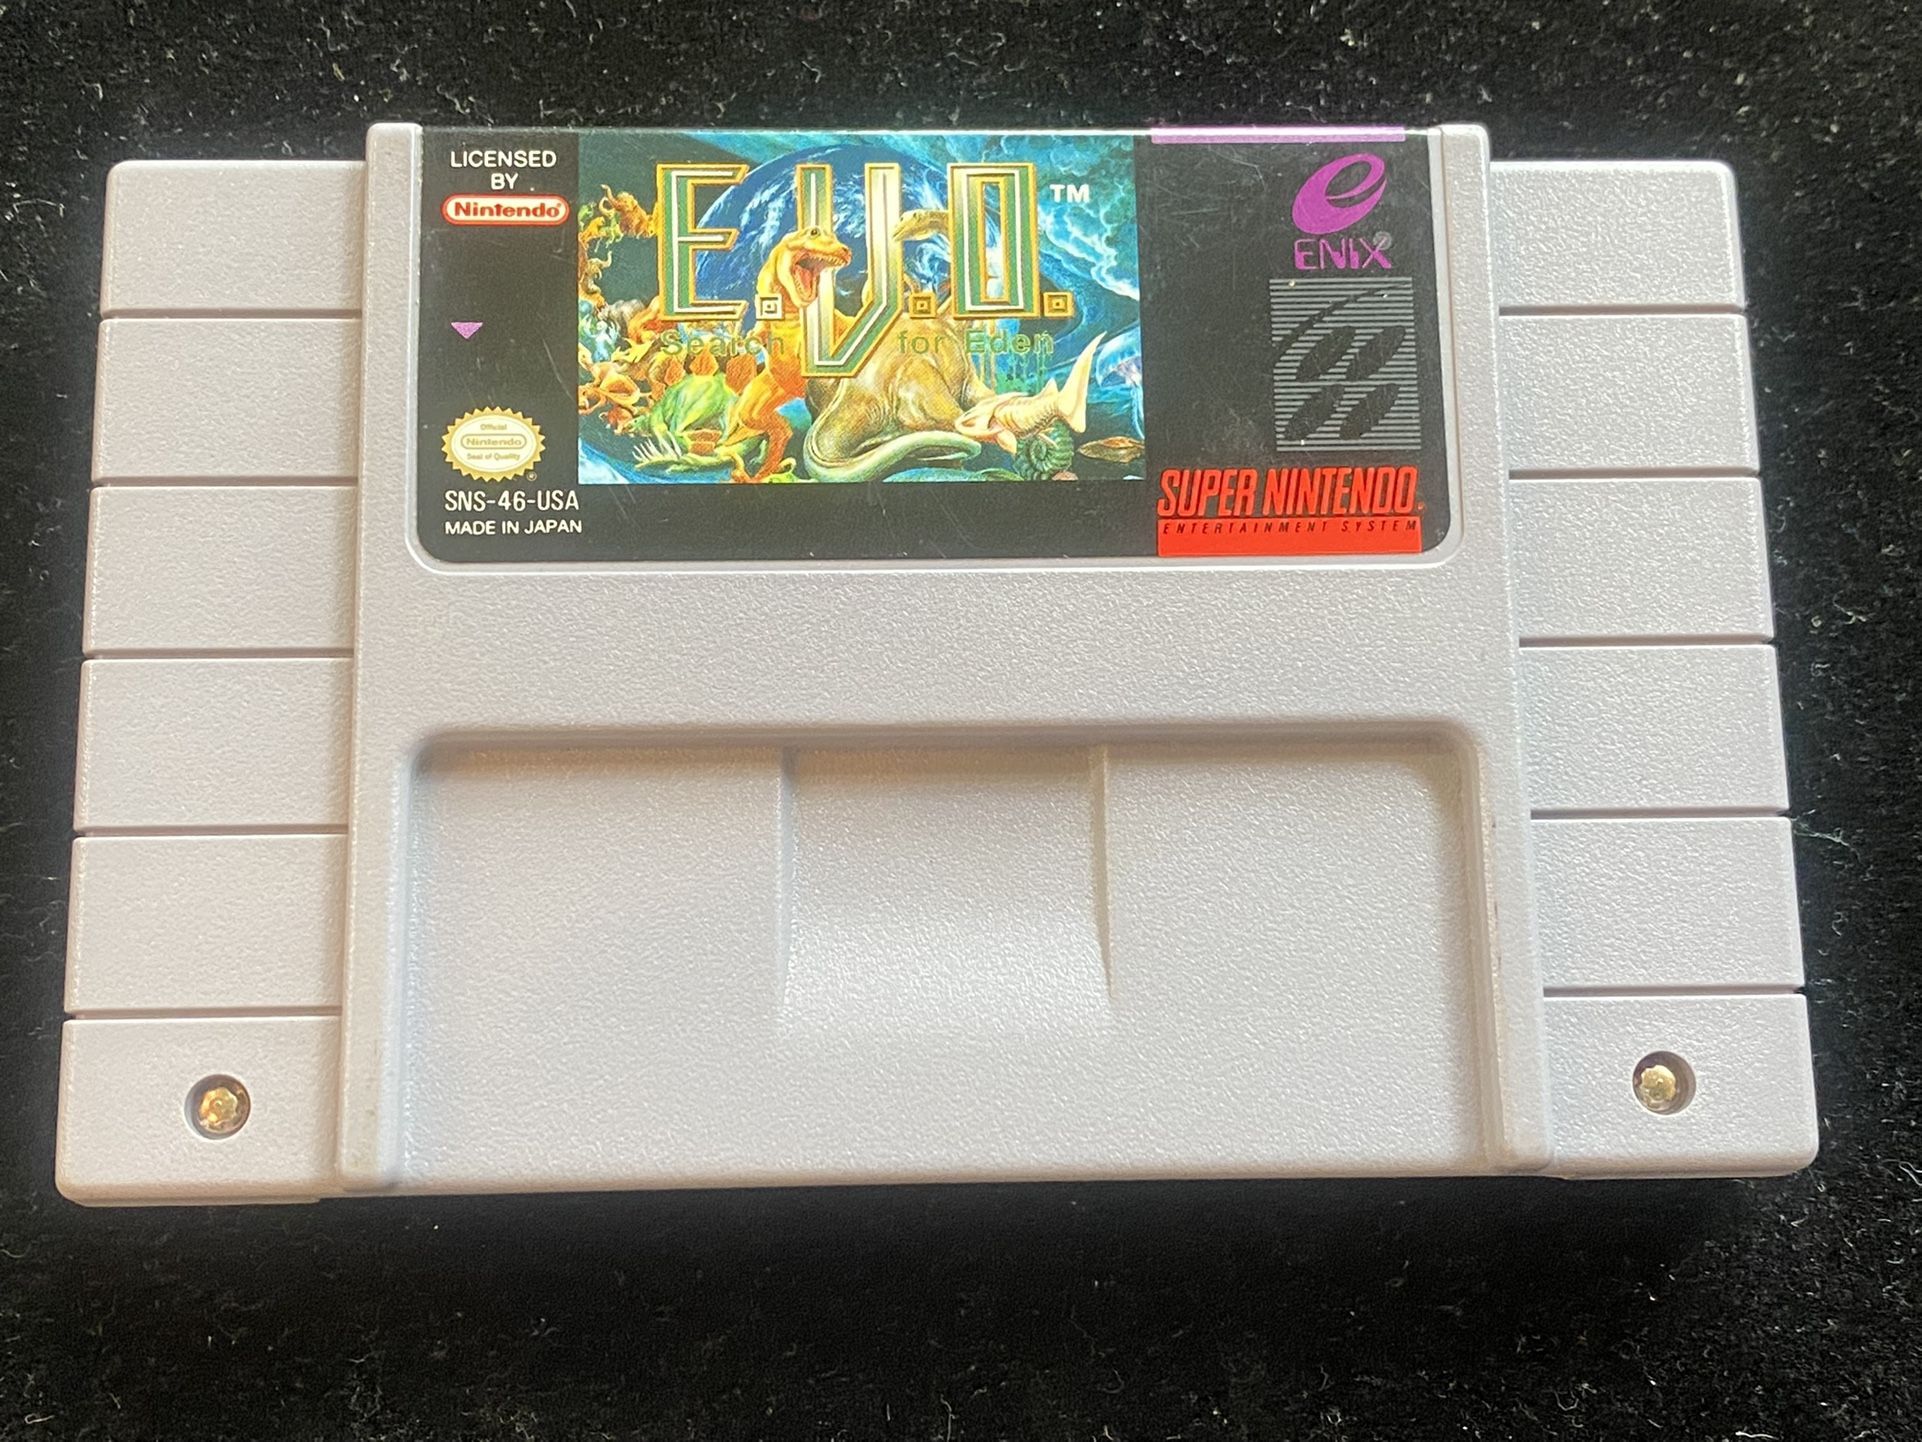 LICENSED
BY
Nintendo®
E.V.O.™
Search for Eden
ENIX®
Official
Nintendo
Seal of Quality
SNS-46-USA
MADE IN JAPAN
SUPER NINTENDO
ENTERTAINMENT SYSTEM